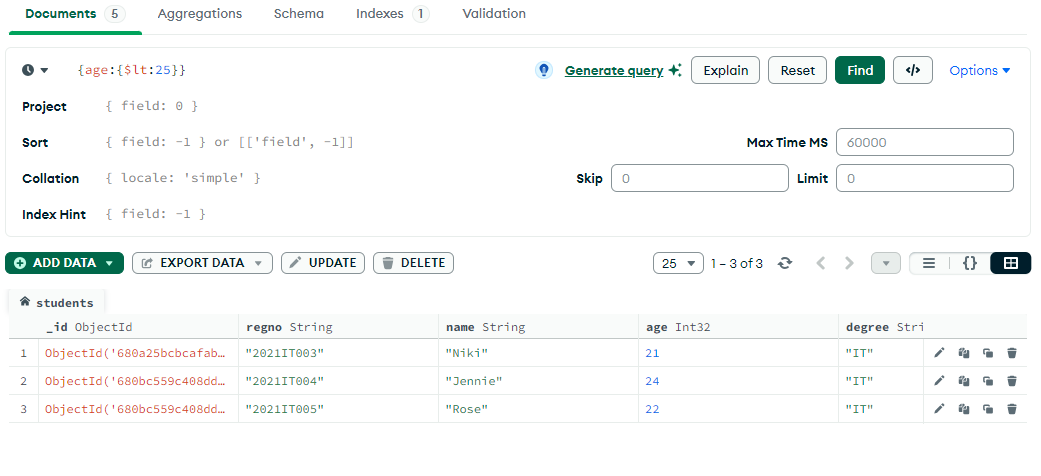 Documents 5 Aggregations Schema Indexes 1 Validation
{age:{$lt:25}} Generate query Explain Reset Find </> Options
Project { field: 0 }
Sort { field: -1 } or [['field', -1]] Max Time MS 60000
Collation { locale: 'simple' } Skip 0 Limit 0
Index Hint { field: -1 }
ADD DATA EXPORT DATA UPDATE DELETE 25 1 – 3 of 3 {}
students
_id ObjectId regno String name String age Int32 degree Stri
1 ObjectId('680a25bcbcafab… "2021IT003" "Niki" 21 "IT"
2 ObjectId('680bc559c408dd… "2021IT004" "Jennie" 24 "IT"
3 ObjectId('680bc559c408dd… "2021IT005" "Rose" 22 "IT"